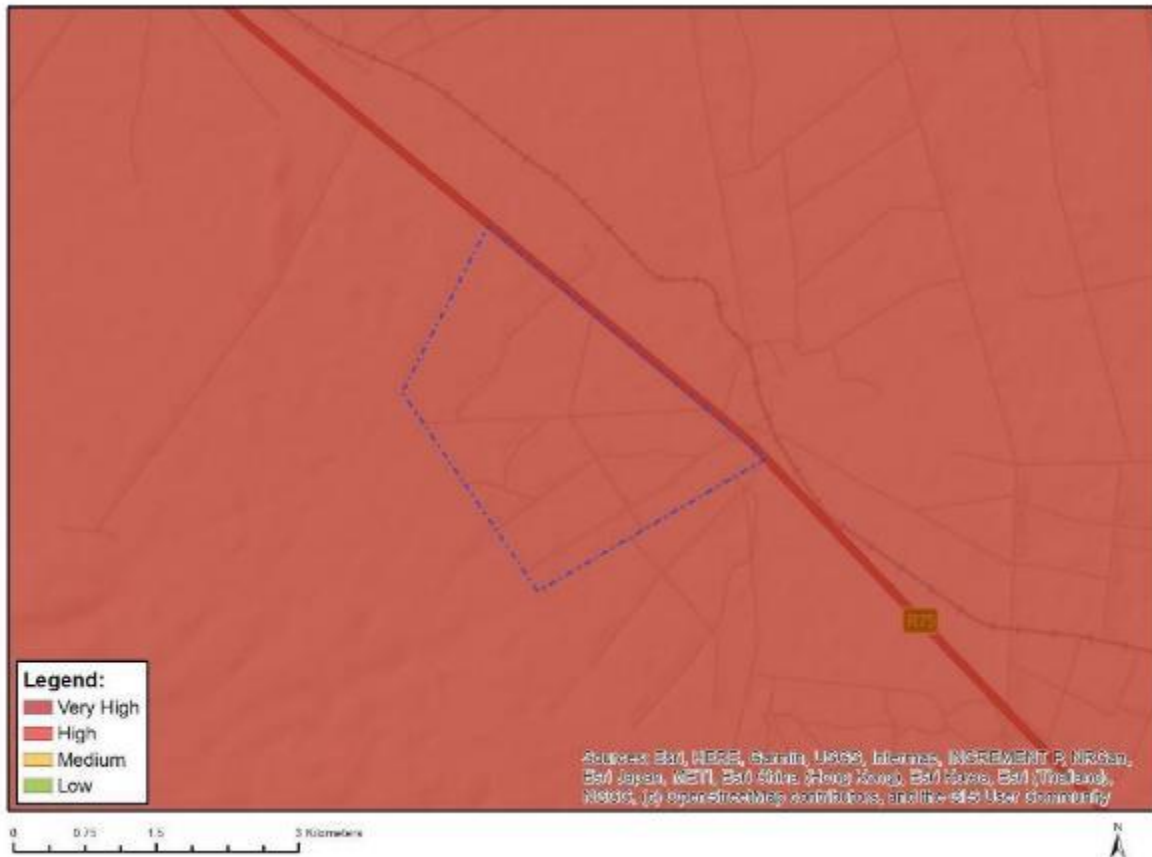 R75
Legend:
Very High
High
Medium
Low
Sources: Esri, HERE, Garmin, USGS, Intermap, INCREMENT P, NRCan,
Esri Japan, METI, Esri China (Hong Kong), Esri Korea, Esri (Thailand),
NGCC, (c) OpenStreetMap contributors, and the GIS User Community
0 0.75 1.5 3 Kilometers
N